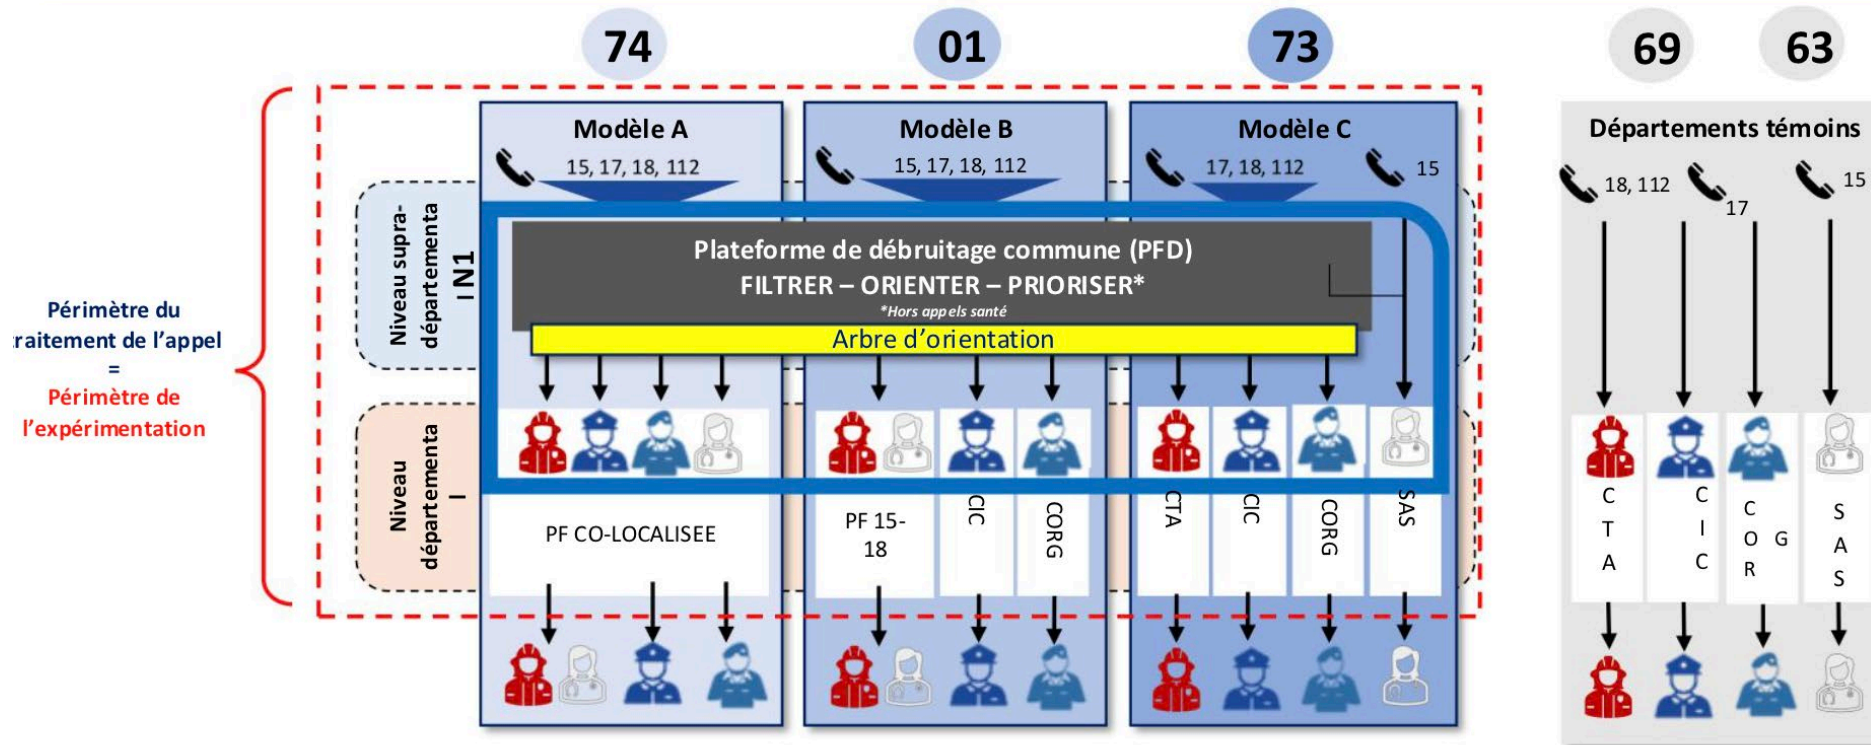 74
01
73
69
63
Modèle A
Modèle B
Modèle C
Départements témoins
15, 17, 18, 112
15, 17, 18, 112
17, 18, 112
15
18, 112
17
15
Niveau supra-
départementa
l N1
Plateforme de débruitage commune (PFD)
FILTRER – ORIENTER – PRIORISER*
*Hors appels santé
Arbre d'orientation
Périmètre du
raitement de l'appel
=
Périmètre de
l'expérimentation
Niveau
départementa
l
PF CO-LOCALISEE
PF 15-
18
CIC
CORG
CTA
CIC
CORG
SAS
C
T
A
C
I
C
C
O G
R
S
A
S